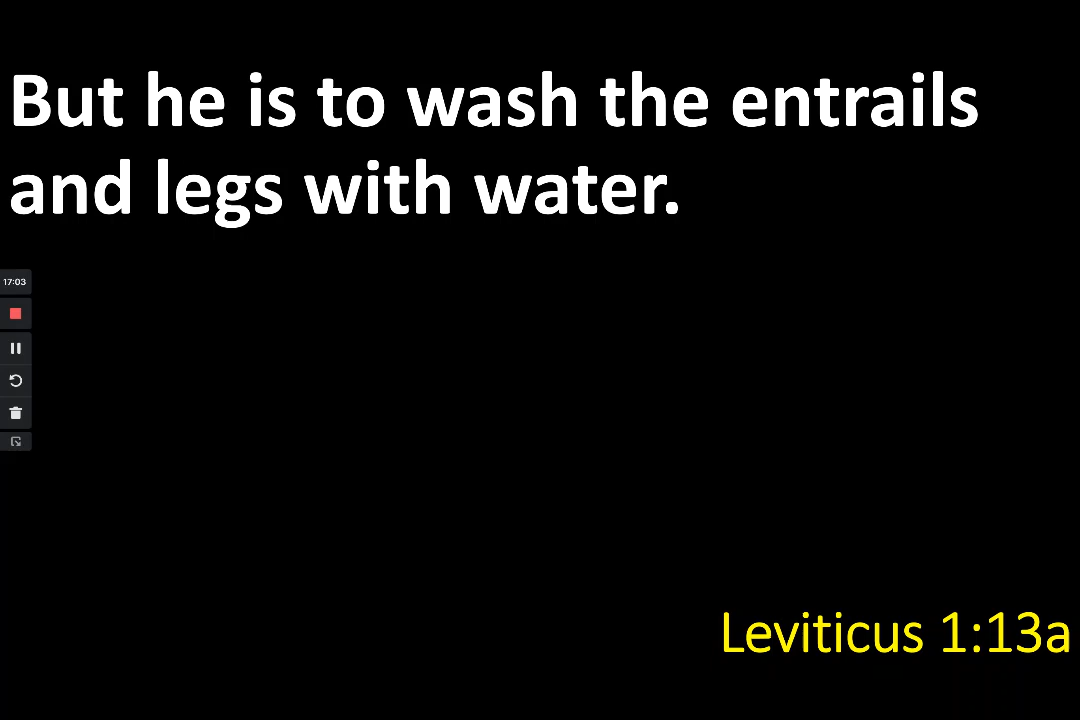 But he is to wash the entrails
and legs with water.
17:03
Leviticus 1:13a